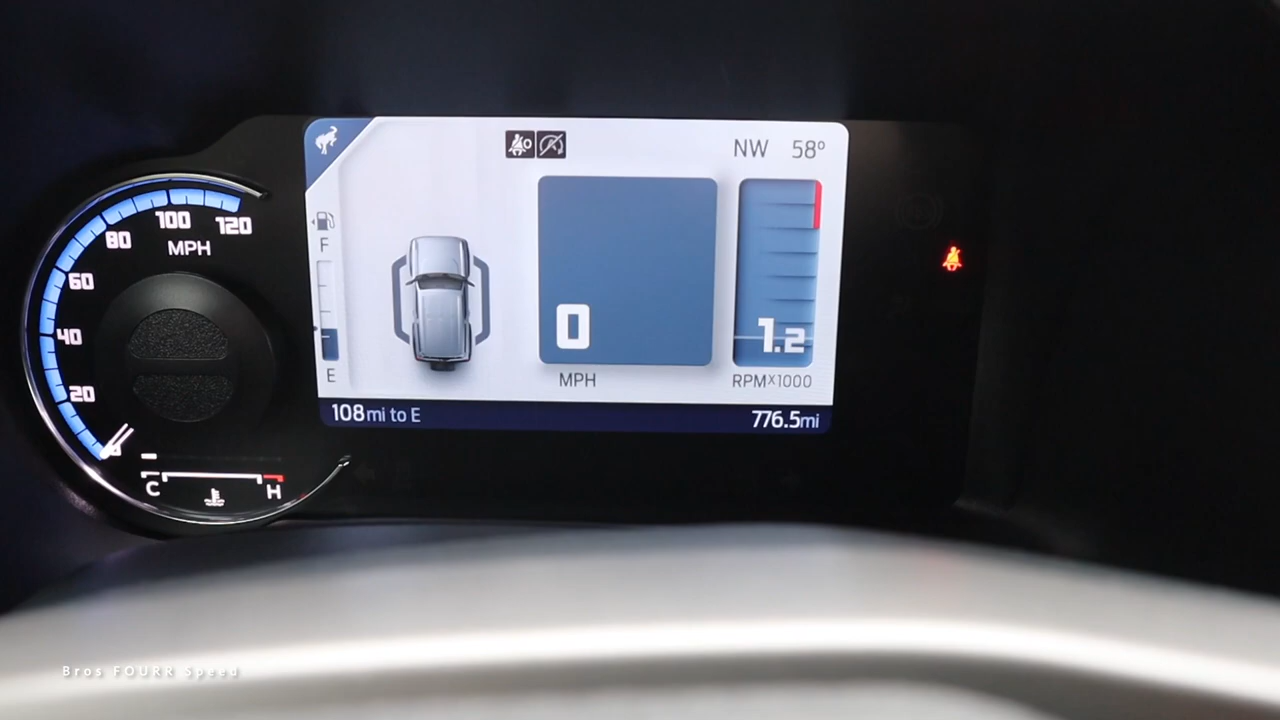 NW 58°
120
100
80
MPH
60
40
20
0
C H
F
E
0
MPH
1.2
RPMX1000
108mi to E
776.5mi
Bros FOURR Speed